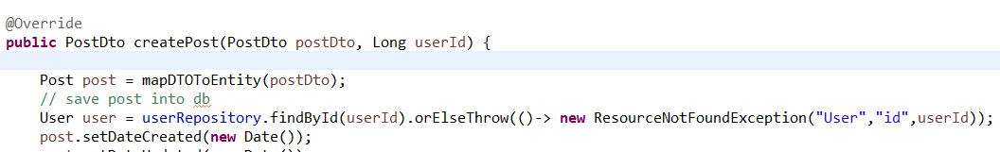 @Override
public PostDto createPost(PostDto postDto, Long userId) {
Post post = mapDTOToEntity(postDto);
// save post into db
User user = userRepository.findById(userId).orElseThrow(()-> new ResourceNotFoundException("User","id",userId));
post.setDateCreated(new Date());